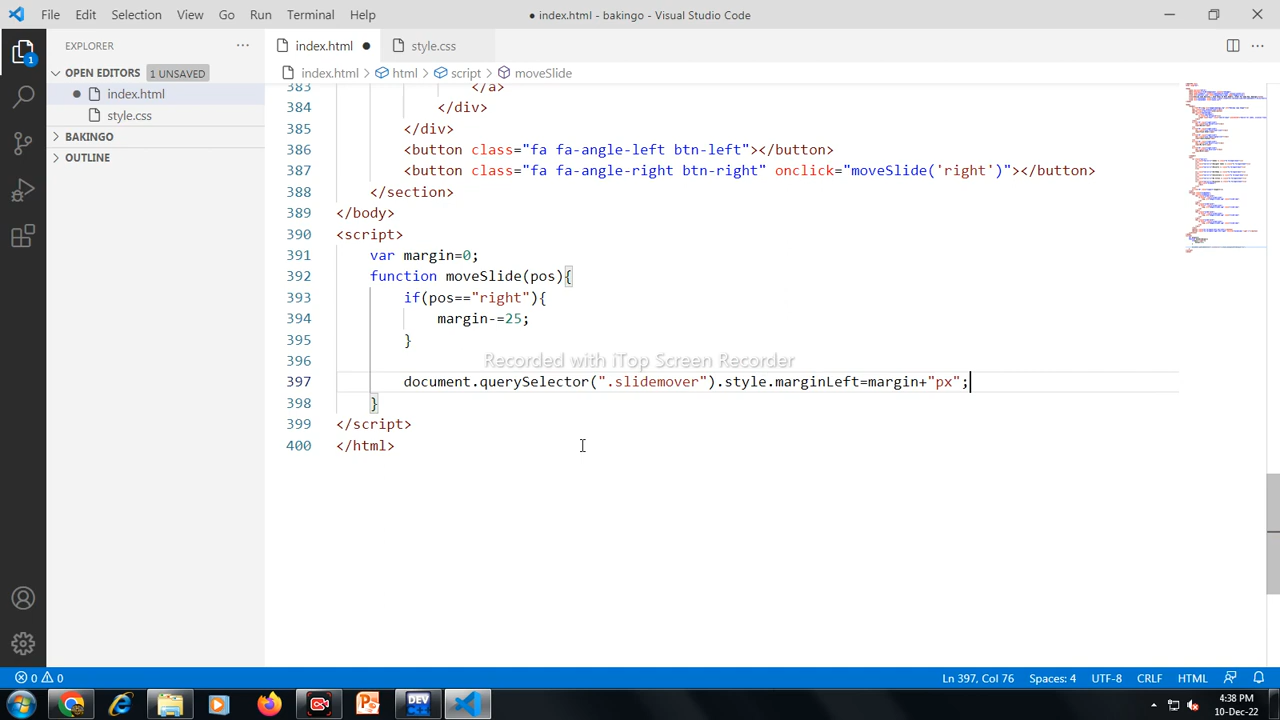 File Edit Selection View Go Run Terminal Help
● index.html - bakingo - Visual Studio Code
EXPLORER
OPEN EDITORS 1 UNSAVED
index.html
style.css
BAKINGO
OUTLINE
1
index.html ● style.css
index.html > html > script > moveSlide
383 </a>
384 </div>
385 </div>
386 <button class="fa fa-angle-left btn-left"></button>
387 <button class="fa fa-angle-right btn-right" onclick="moveSlide('right')"></button>
388 </section>
389 </body>
390 <script>
391 var margin=0;
392 function moveSlide(pos){
393 if(pos=="right"){
394 margin-=25;
395 }
396
Recorded with iTop Screen Recorder
397 document.querySelector(".slidemover").style.marginLeft=margin+"px";
398 }
399 </script>
400 </html>
0 0
Ln 397, Col 76 Spaces: 4 UTF-8 CRLF HTML
DEV
4:38 PM
10-Dec-22